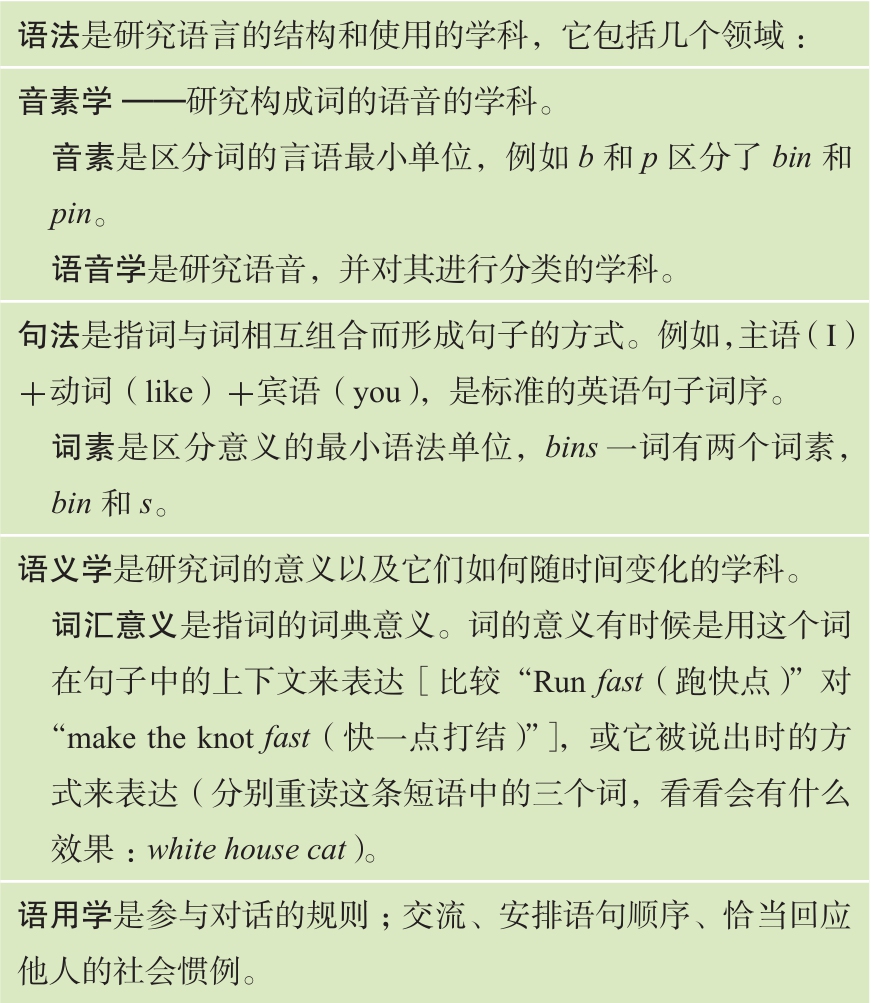 语法是研究语言的结构和使用的学科，它包括几个领域：
音素学 ——研究构成词的语音的学科。
音素是区分词的言语最小单位，例如 b 和 p 区分了 bin 和
pin。
语音学是研究语音，并对其进行分类的学科。
句法是指词与词相互组合而形成句子的方式。例如，主语（I）
＋动词（like）＋宾语（you），是标准的英语句子词序。
词素是区分意义的最小语法单位，bins 一词有两个词素，
bin 和 s。
语义学是研究词的意义以及它们如何随时间变化的学科。
词汇意义是指词的词典意义。词的意义有时候是用这个词
在句子中的上下文来表达［比较“Run fast（跑快点）”对
“make the knot fast（快一点打结）”］，或它被说出时的方
式来表达（分别重读这条短语中的三个词，看看会有什么
效果：white house cat）。
语用学是参与对话的规则；交流、安排语句顺序、恰当回应
他人的社会惯例。